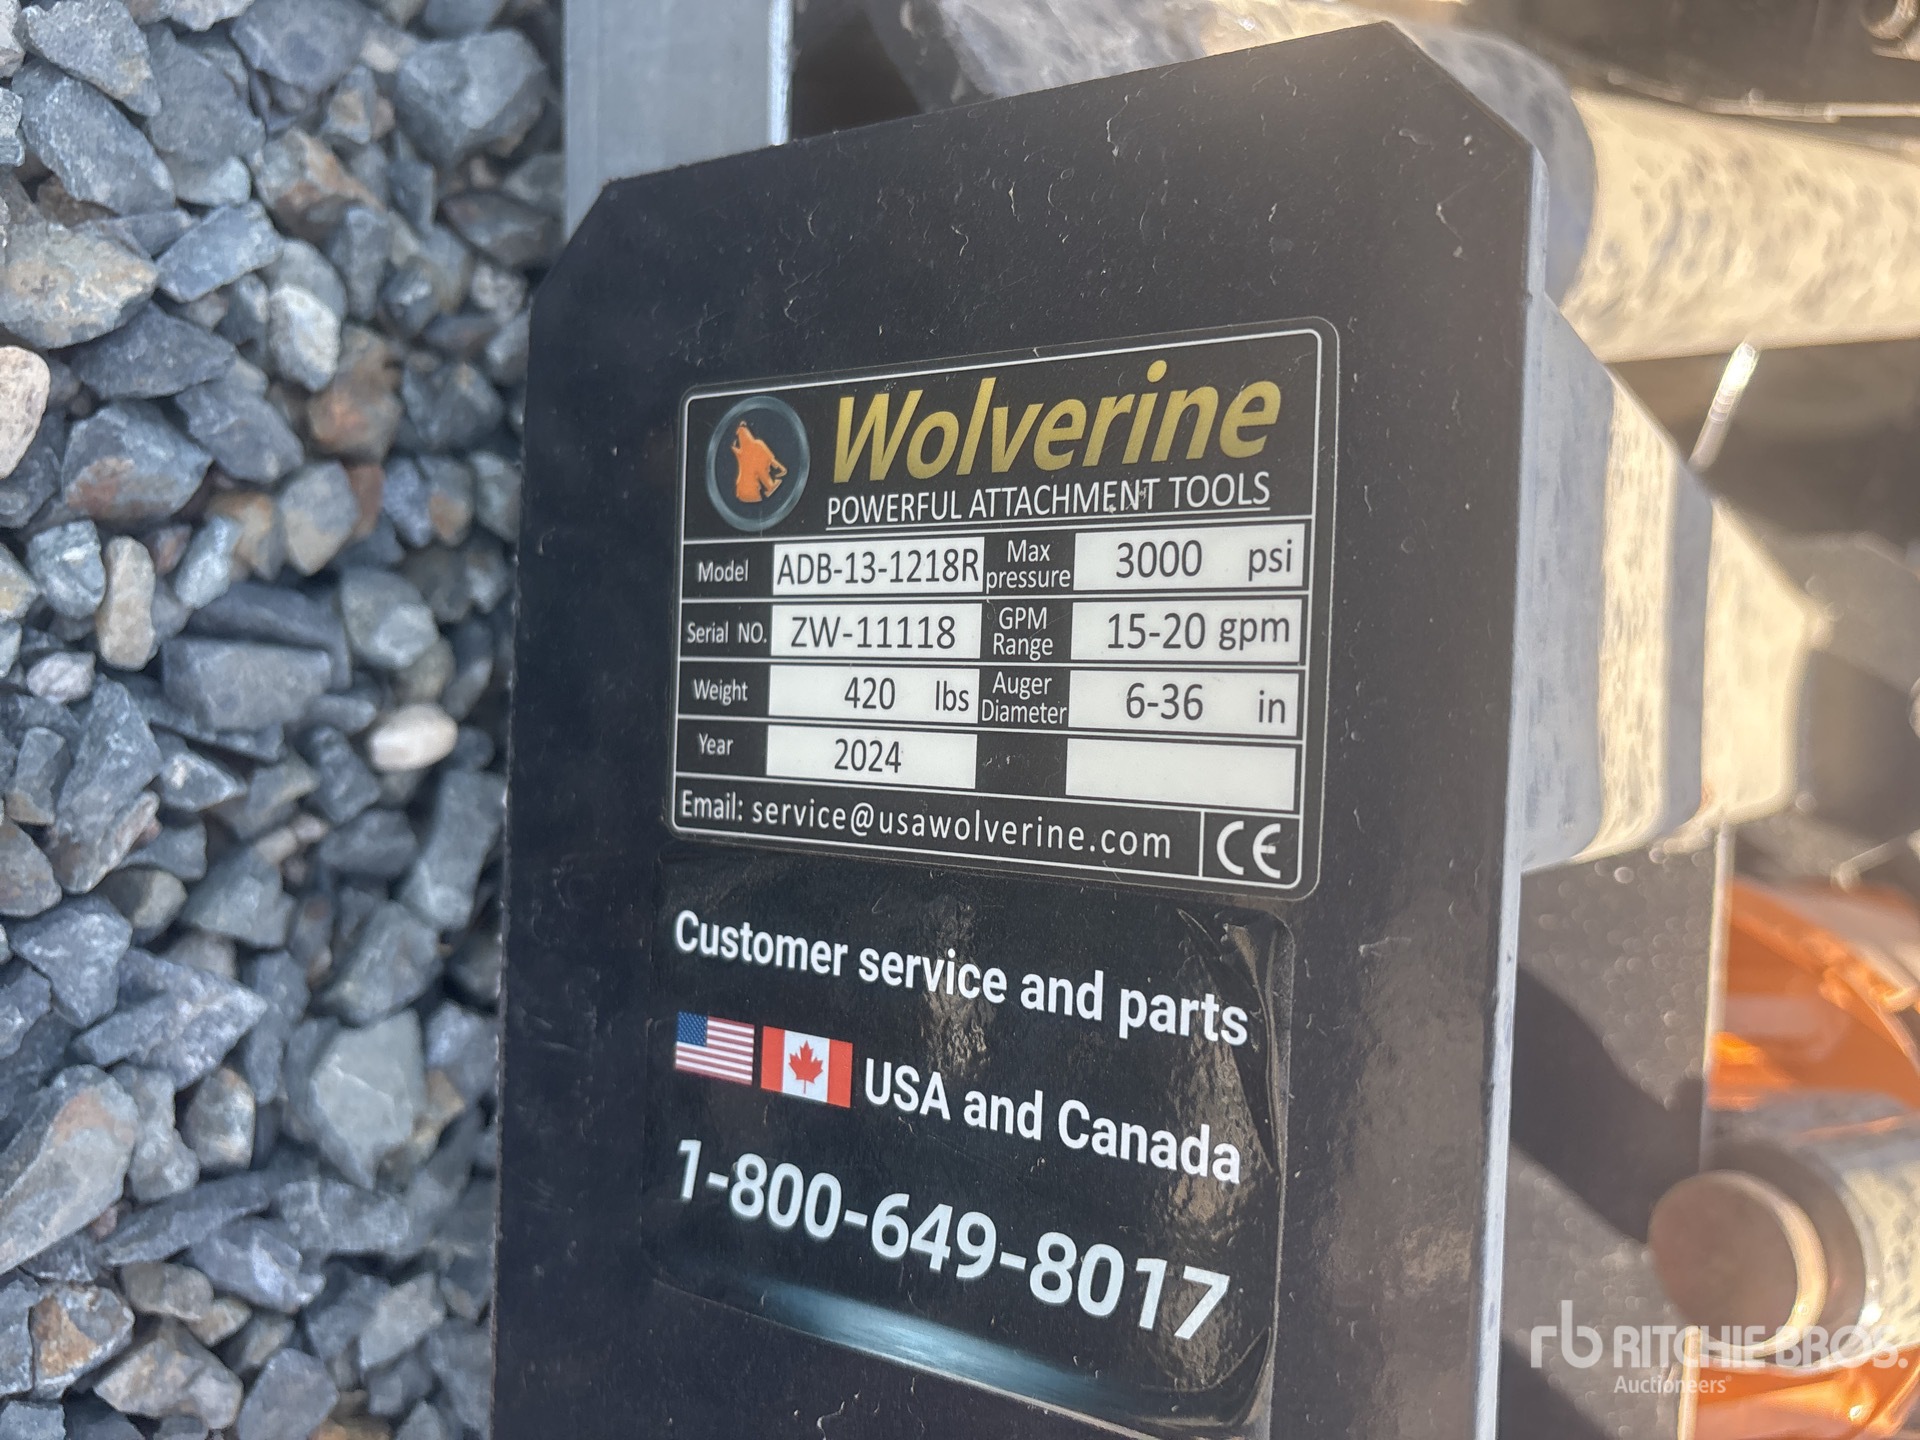 Wolverine
POWERFUL ATTACHMENT TOOLS
Model ADB-13-1218R Max pressure 3000 psi
Serial NO. ZW-11118 GPM Range 15-20 gpm
Weight 420 lbs Auger Diameter 6-36 in
Year 2024
Email: service@usawolverine.com CE
Customer service and parts
USA and Canada
1-800-649-8017
rb RITCHIE BROS.
Auctioneers